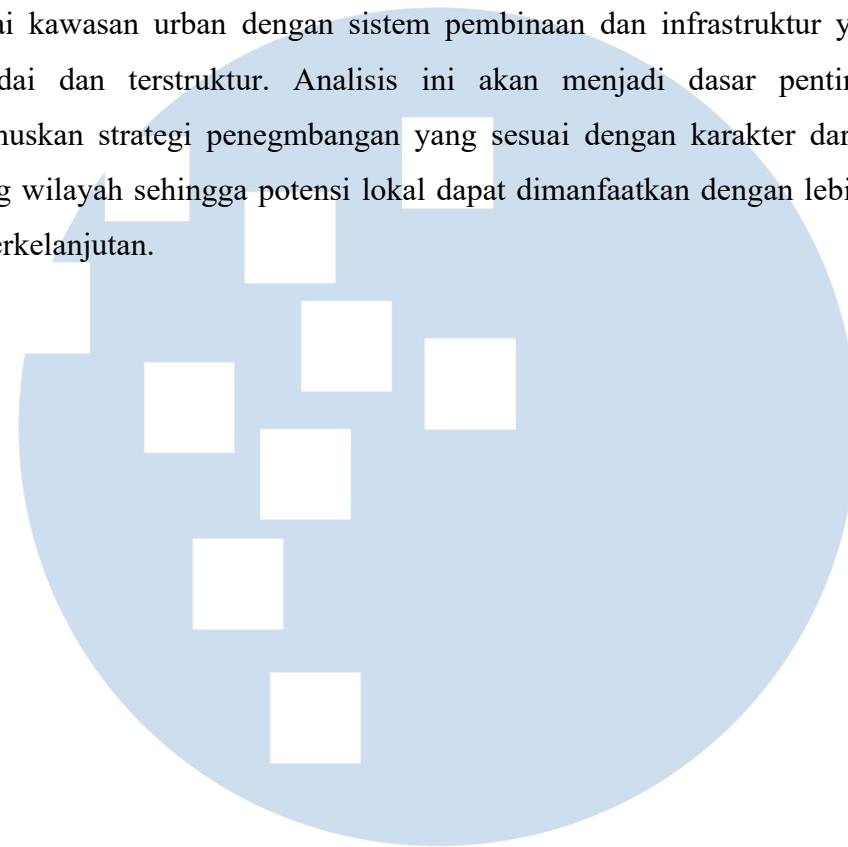 ai kawasan urban dengan sistem pembinaan dan infrastruktur y
dai dan terstruktur. Analisis ini akan menjadi dasar pentin
nuskan strategi penegmbangan yang sesuai dengan karakter dar
g wilayah sehingga potensi lokal dapat dimanfaatkan dengan lebi
erkelanjutan.